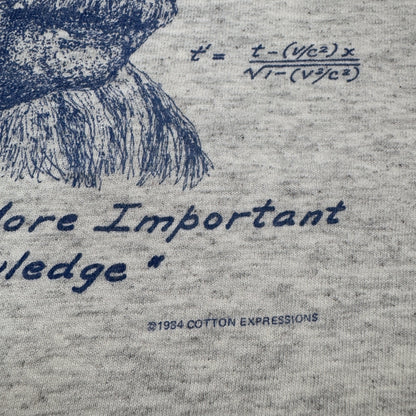 t' = t-(v/c²)x / √1-(v²/c²)
More Important
wledge"
©1984 COTTON EXPRESSIONS